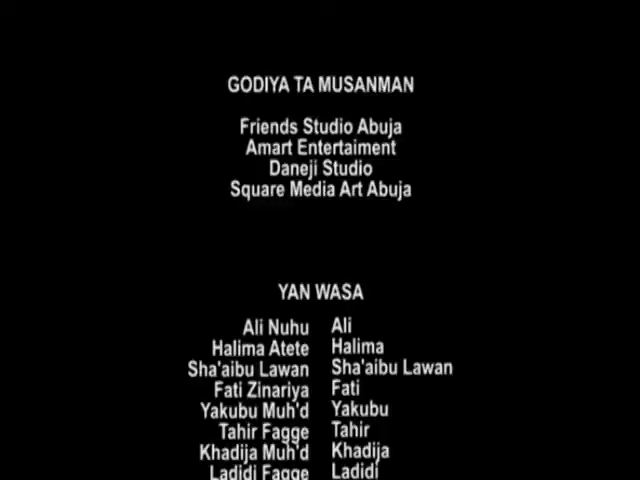 GODIYA TA MUSANMAN
Friends Studio Abuja
Amart Entertaiment
Daneji Studio
Square Media Art Abuja
YAN WASA
Ali Nuhu Ali
Halima Atete Halima
Sha'aibu Lawan Sha'aibu Lawan
Fati Zinariya Fati
Yakubu Muh'd Yakubu
Tahir Fagge Tahir
Khadija Muh'd Khadija
Ladidi Fagge Ladidi